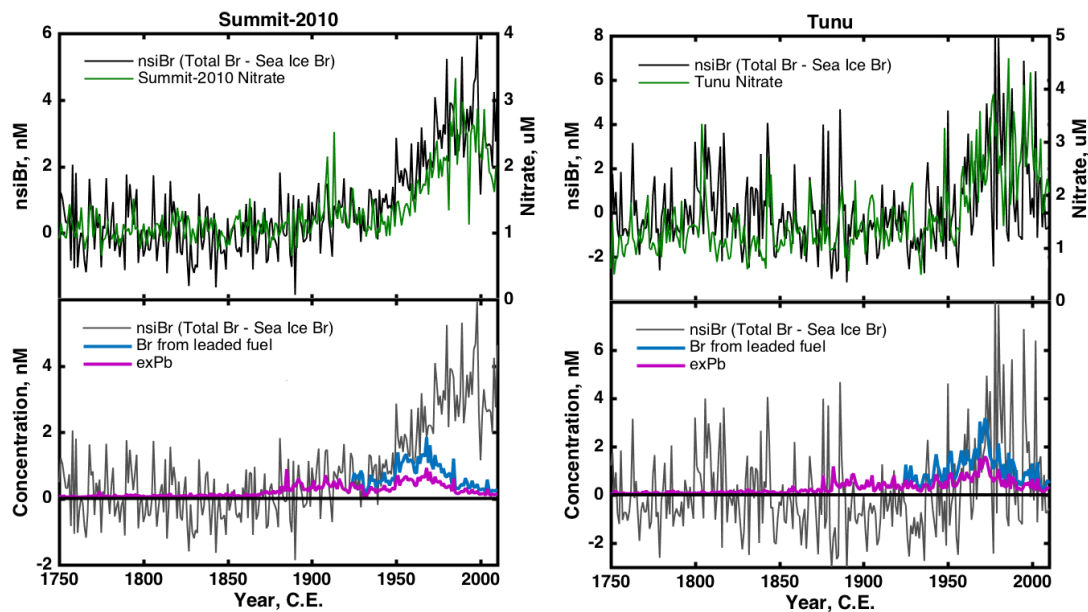 Summit-2010
6
4
2
0
nsiBr, nM
nsiBr (Total Br - Sea Ice Br)
Summit-2010 Nitrate
4
3
2
1
0
Nitrate, uM
4
2
0
-2
Concentration, nM
nsiBr (Total Br - Sea Ice Br)
Br from leaded fuel
exPb
1750 1800 1850 1900 1950 2000
Year, C.E.
Tunu
8
6
4
2
0
-2
nsiBr, nM
nsiBr (Total Br - Sea Ice Br)
Tunu Nitrate
5
4
3
2
1
0
Nitrate, uM
6
4
2
0
-2
Concentration, nM
nsiBr (Total Br - Sea Ice Br)
Br from leaded fuel
exPb
1750 1800 1850 1900 1950 2000
Year, C.E.